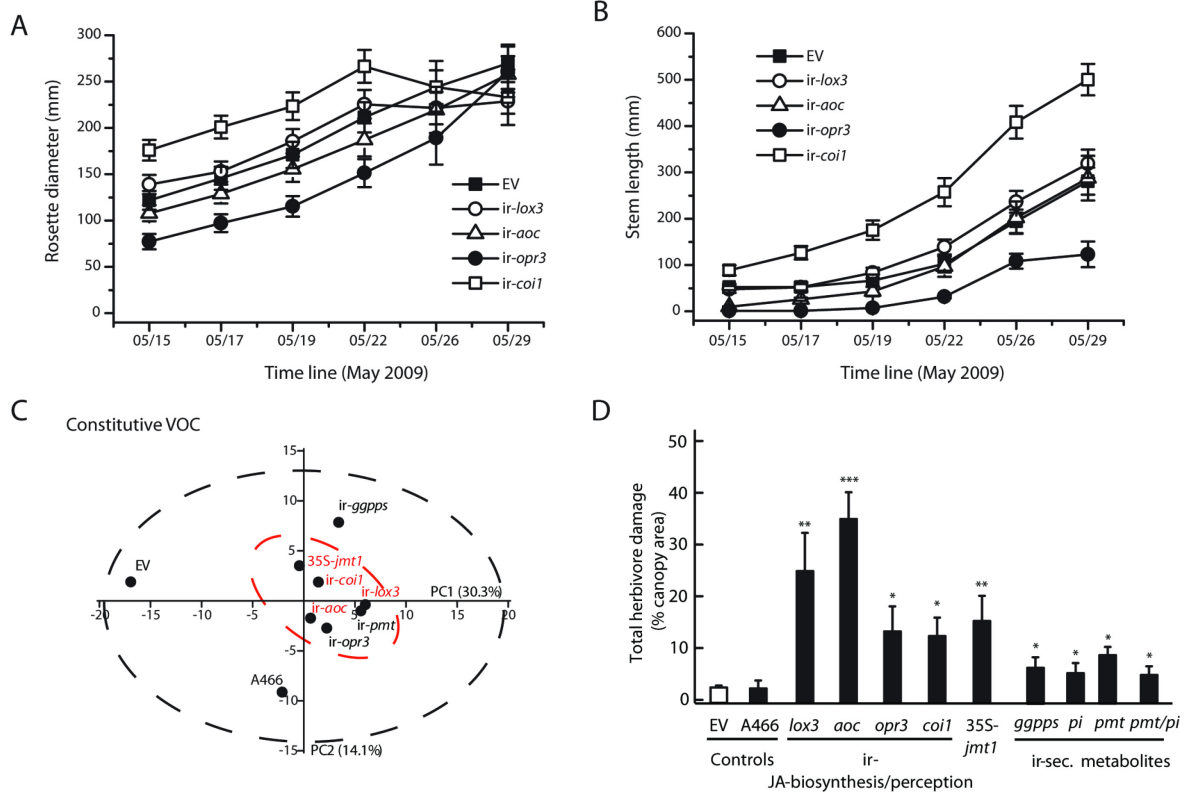 A
Rosette diameter (mm)
300
250
200
150
100
50
0
EV
ir-lox3
ir-aoc
ir-opr3
ir-coi1
05/15 05/17 05/19 05/22 05/26 05/29
Time line (May 2009)
B
Stem length (mm)
600
500
400
300
200
100
0
EV
ir-lox3
ir-aoc
ir-opr3
ir-coi1
05/15 05/17 05/19 05/22 05/26 05/29
Time line (May 2009)
C
Constitutive VOC
15
10
5
-5
-10
-15
-20 -15 -10 -5 5 10 15 20
ir-ggpps
EV
35S-jmt1
ir-coi1
ir-lox3
PC1 (30.3%)
ir-aoc
ir-pmt
ir-opr3
A466
PC2 (14.1%)
D
Total herbivore damage
(% canopy area)
50
40
30
20
10
0
**
***
*
*
**
*
*
*
*
EV A466 lox3 aoc opr3 coi1 35S- ggpps pi pmt pmt/pi
jmt1
Controls ir- ir-sec. metabolites
JA-biosynthesis/perception